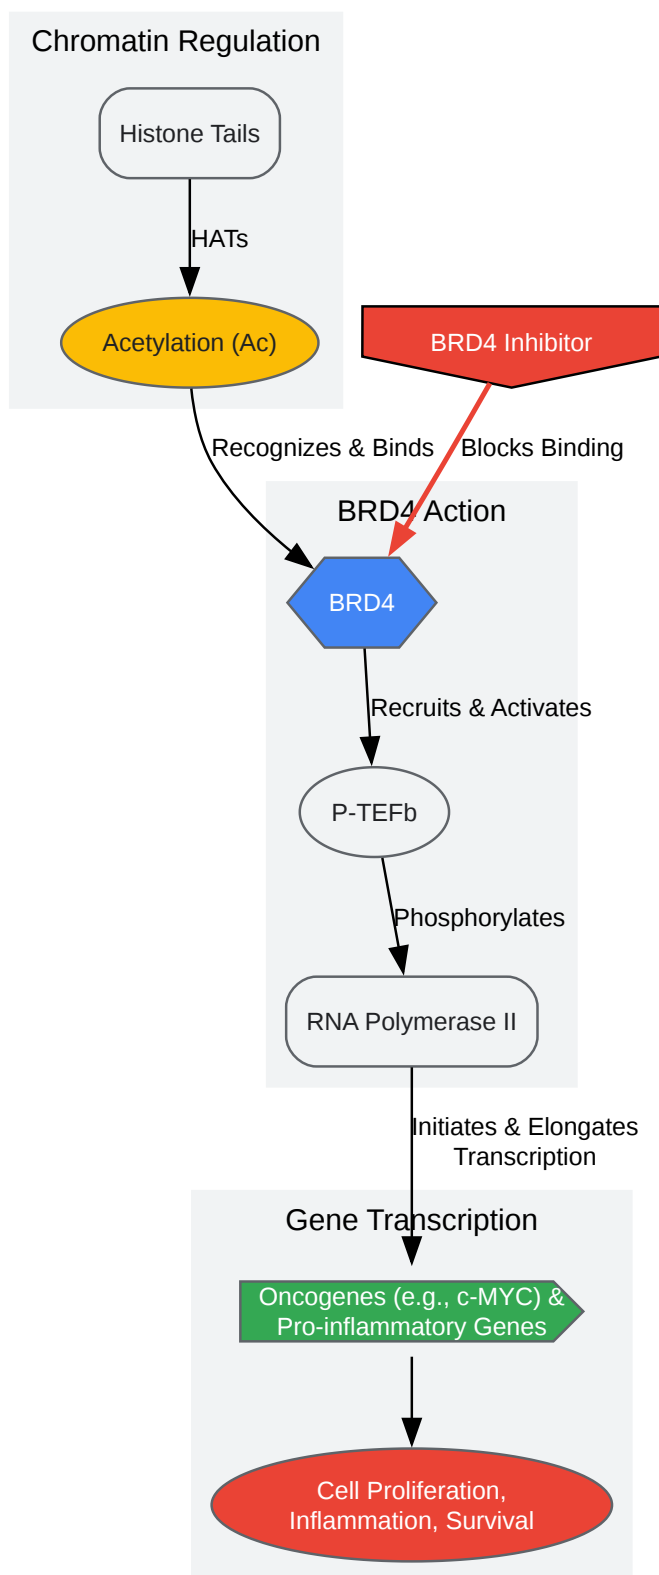 Chromatin Regulation
Histone Tails
HATs
Acetylation (Ac)
BRD4 Inhibitor
Recognizes & Binds
Blocks Binding
BRD4 Action
BRD4
Recruits & Activates
P-TEFb
Phosphorylates
RNA Polymerase II
Initiates & Elongates
Transcription
Gene Transcription
Oncogenes (e.g., c-MYC) &
Pro-inflammatory Genes
Cell Proliferation,
Inflammation, Survival